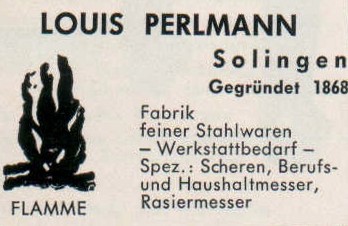 LOUIS PERLMANN
Solingen
Gegründet 1868
Fabrik
feiner Stahlwaren
– Werkstattbedarf –
Spez.: Scheren, Berufs-
und Haushaltmesser,
Rasiermesser
FLAMME